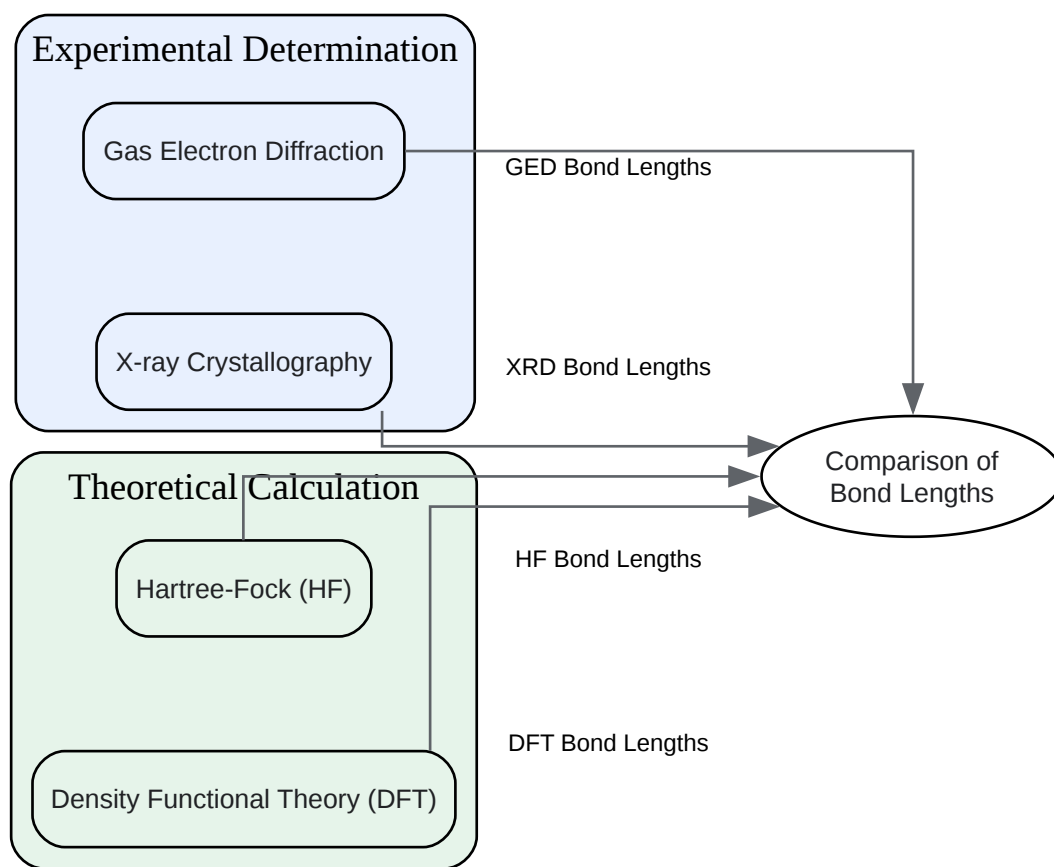 Experimental Determination
Gas Electron Diffraction
GED Bond Lengths
X-ray Crystallography
XRD Bond Lengths
Comparison of
Bond Lengths
Theoretical Calculation
Hartree-Fock (HF)
HF Bond Lengths
Density Functional Theory (DFT)
DFT Bond Lengths